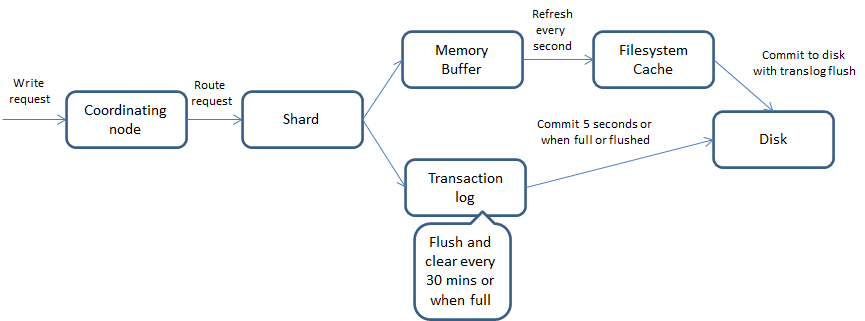 Write
request
Coordinating
node
Route
request
Shard
Memory
Buffer
Refresh
every
second
Filesystem
Cache
Commit to disk
with translog flush
Transaction
log
Commit 5 seconds or
when full or flushed
Disk
Flush and
clear every
30 mins or
when full